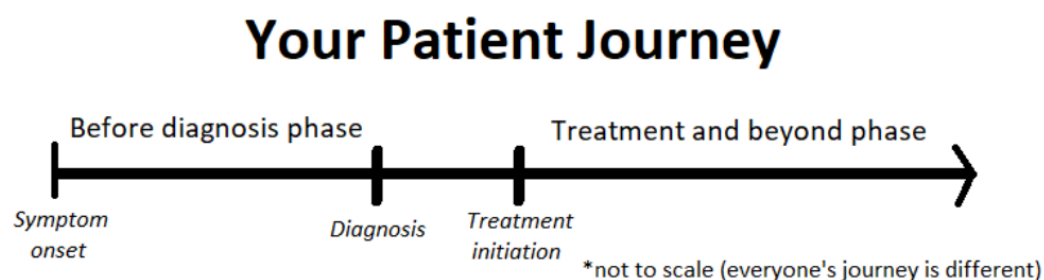 Your Patient Journey
Before diagnosis phase
Treatment and beyond phase
Symptom
onset
Diagnosis
Treatment
initiation
*not to scale (everyone's journey is different)